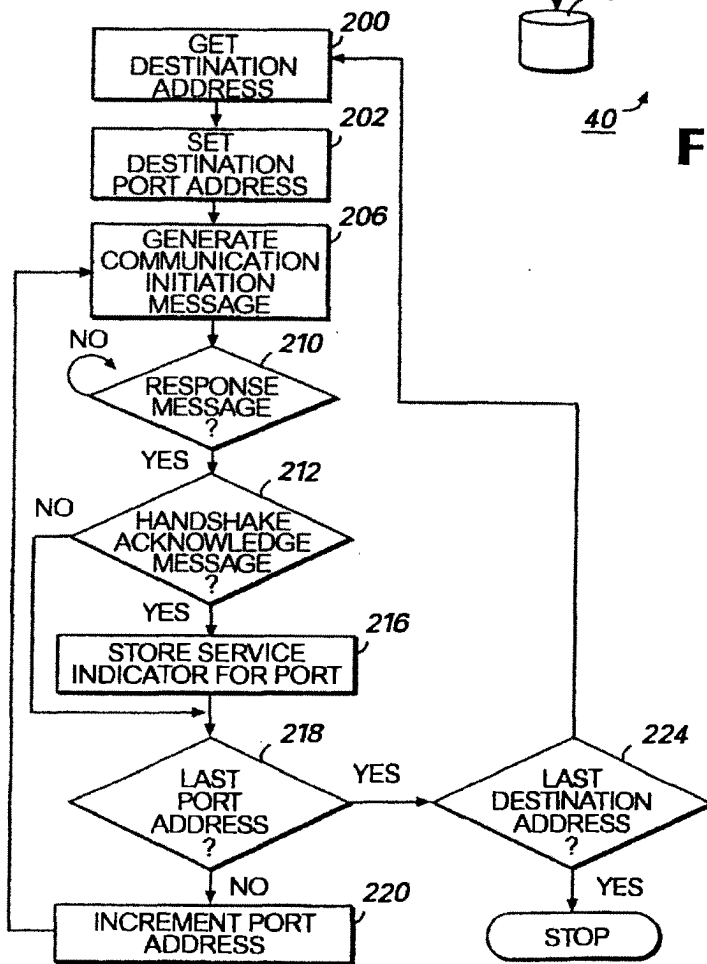 200
GET
DESTINATION
ADDRESS
40
F
202
SET
DESTINATION
PORT ADDRESS
206
GENERATE
COMMUNICATION
INITIATION
MESSAGE
NO
210
RESPONSE
MESSAGE
?
YES
212
NO
HANDSHAKE
ACKNOWLEDGE
MESSAGE
?
YES
216
STORE SERVICE
INDICATOR FOR PORT
218
LAST
PORT
ADDRESS
?
YES
224
LAST
DESTINATION
ADDRESS
?
NO
220
INCREMENT PORT
ADDRESS
YES
STOP